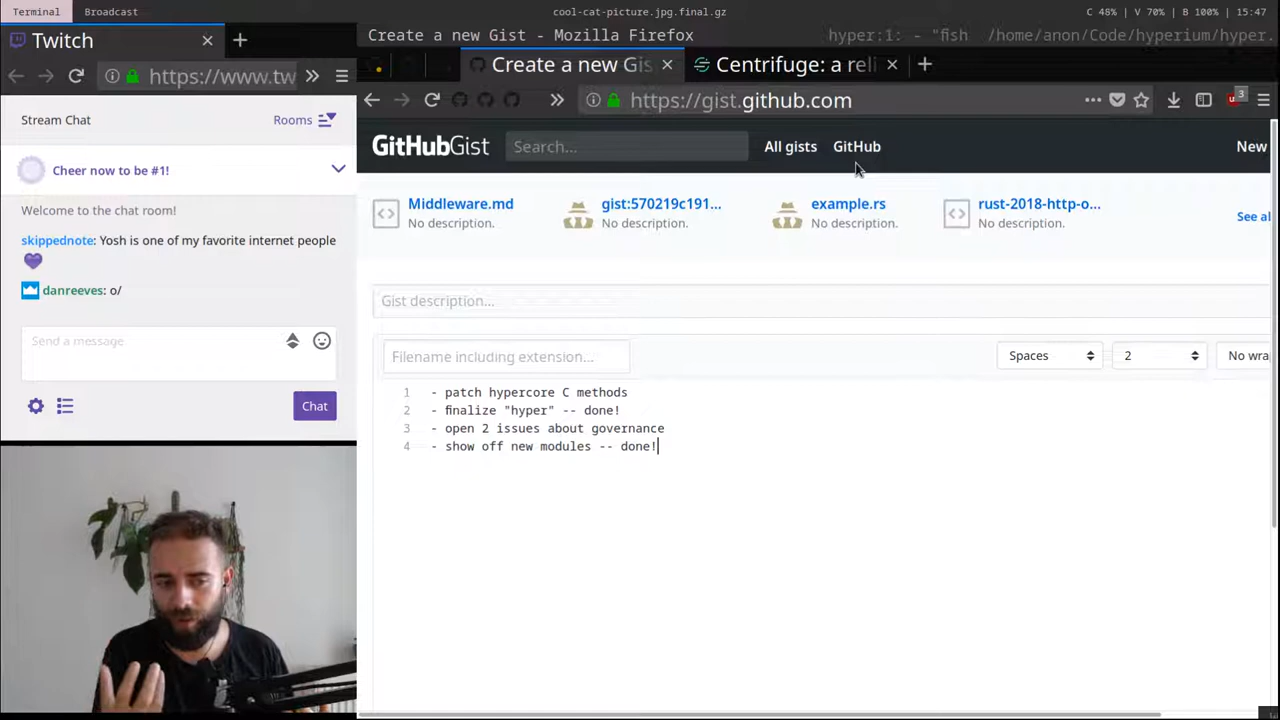 Terminal
Broadcast
cool-cat-picture.jpg.final.gz
C 48% | V 70% | B 100% | 15:47
Twitch
https://www.tw
Stream Chat
Rooms
Cheer now to be #1!
Welcome to the chat room!
skippednote: Yosh is one of my favorite internet people
danreeves: o/
Send a message
Chat
Create a new Gist - Mozilla Firefox
hyper:1: - "fish /home/anon/Code/hyperium/hyper.
Create a new Gis
Centrifuge: a reli
https://gist.github.com
3
GitHubGist
Search...
All gists
GitHub
New
Middleware.md
No description.
gist:570219c191...
No description.
example.rs
No description.
rust-2018-http-o...
No description.
See al
Gist description...
Filename including extension...
Spaces
2
No wra
1 - patch hypercore C methods
2 - finalize "hyper" -- done!
3 - open 2 issues about governance
4 - show off new modules -- done!